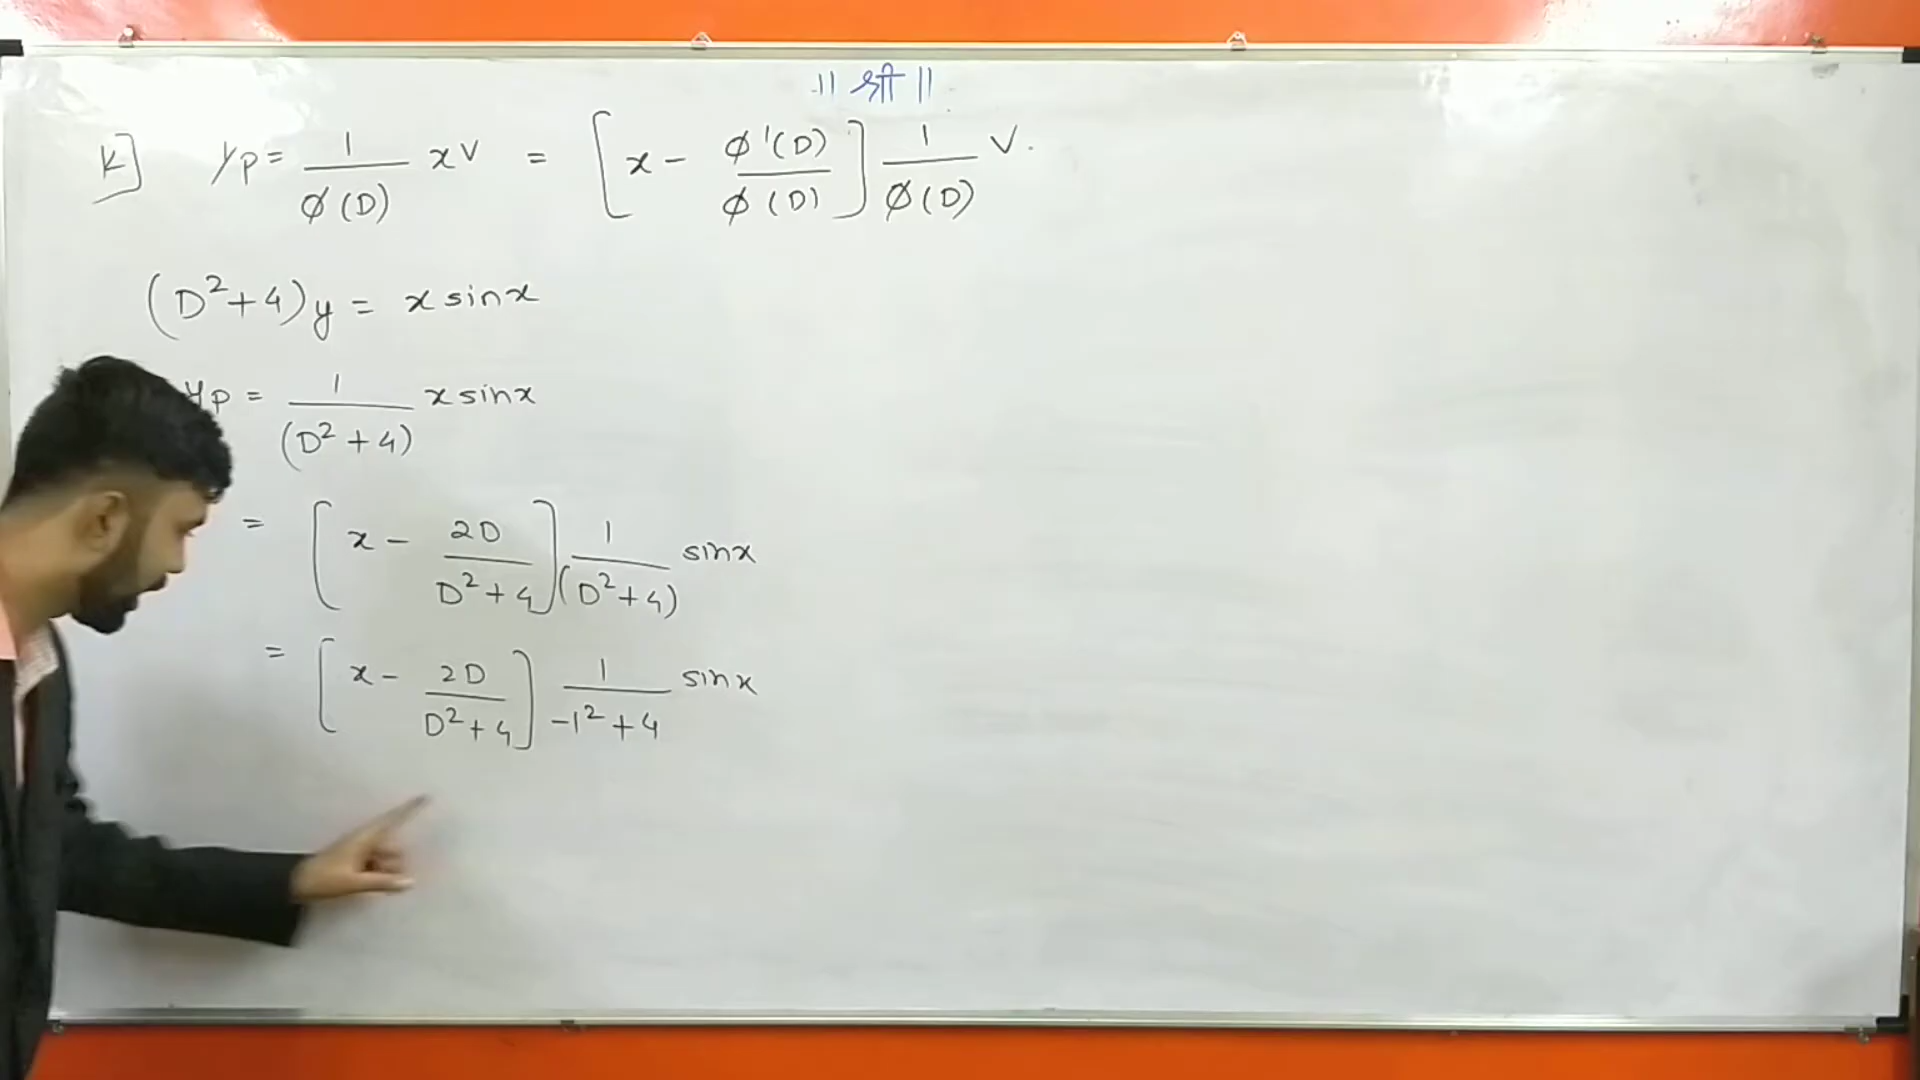 ॥ श्री ॥
K] yp = 1/ϕ(D) xV = [x - ϕ'(D)/ϕ(D)] 1/ϕ(D) V.
(D²+4)y = x sinx
yp = 1/(D²+4) x sinx
= [x - 2D/D²+4] 1/(D²+4) sinx
= [x - 2D/D²+4] 1/-1²+4 sinx